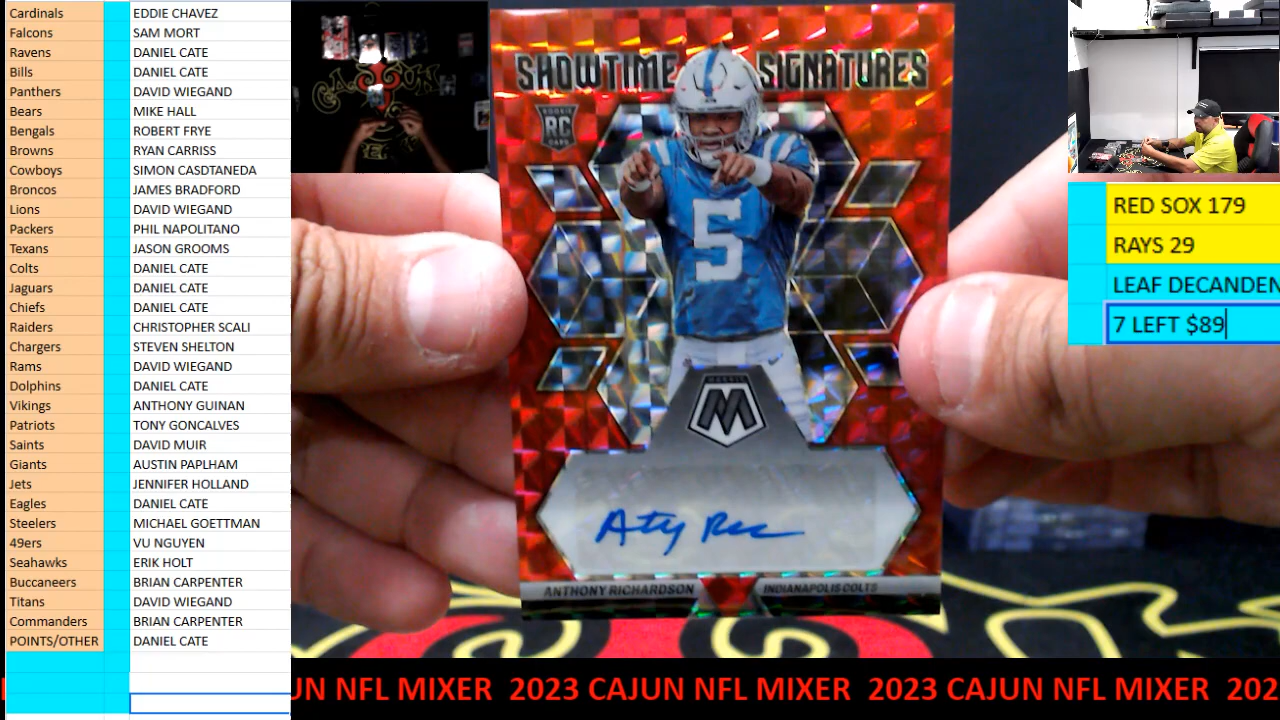 Cardinals EDDIE CHAVEZ
Falcons SAM MORT
Ravens DANIEL CATE
Bills DANIEL CATE
Panthers DAVID WIEGAND
Bears MIKE HALL
Bengals ROBERT FRYE
Browns RYAN CARRISS
Cowboys SIMON CASDTANEDA
Broncos JAMES BRADFORD
Lions DAVID WIEGAND
Packers PHIL NAPOLITANO
Texans JASON GROOMS
Colts DANIEL CATE
Jaguars DANIEL CATE
Chiefs DANIEL CATE
Raiders CHRISTOPHER SCALI
Chargers STEVEN SHELTON
Rams DAVID WIEGAND
Dolphins DANIEL CATE
Vikings ANTHONY GUINAN
Patriots TONY GONCALVES
Saints DAVID MUIR
Giants AUSTIN PAPLHAM
Jets JENNIFER HOLLAND
Eagles DANIEL CATE
Steelers MICHAEL GOETTMAN
49ers VU NGUYEN
Seahawks ERIK HOLT
Buccaneers BRIAN CARPENTER
Titans DAVID WIEGAND
Commanders BRIAN CARPENTER
POINTS/OTHER DANIEL CATE
SHOWTIME SIGNATURES
ROOKIE
RC
CARD
5
MOSAIC
M
ANTHONY RICHARDSON INDIANAPOLIS COLTS
RED SOX 179
RAYS 29
LEAF DECANDEN
7 LEFT $89
UN NFL MIXER 2023 CAJUN NFL MIXER 2023 CAJUN NFL MIXER 202